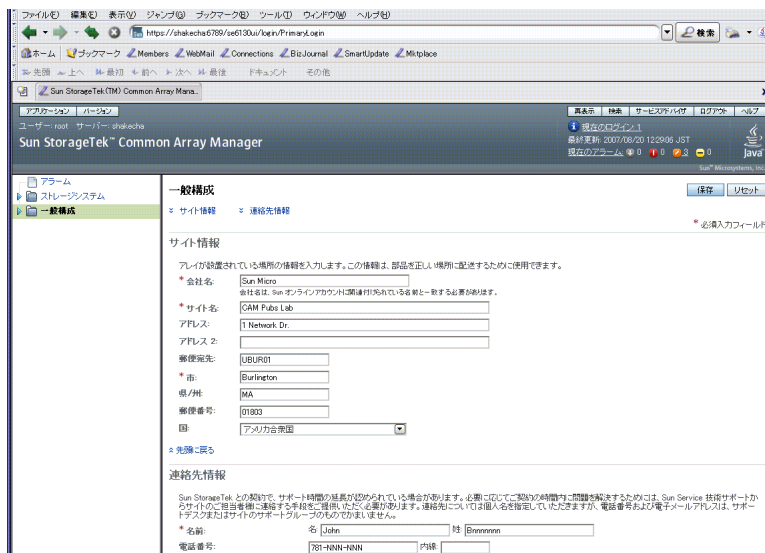 ファイル(F) 編集(E) 表示(V) ジャンプ(G) ブックマーク(B) ツール(T) ウィンドウ(W) ヘルプ(H)
https://shakecha6789/se6130ui/login/PrimaryLogin
検索
ホーム ブックマーク Members WebMail Connections BizJournal SmartUpdate Mktplace
先頭 上へ 最初 前へ 次へ 最後 ドキュメント その他
Sun StorageTek(TM) Common Array Mana..
アプリケーション バージョン 再表示 検索 サービスアドバイザ ログアウト ヘルプ
ユーザー: root サーバー: shakecha
現在のログイン: 1
Sun StorageTek™ Common Array Manager
最終更新: 2007/08/20 12:29:06 JST
現在のアラーム: 0 0 3 0
Java
Sun™ Microsystems, Inc.
アラーム
ストレージシステム
一般構成
一般構成
保存 リセット
サイト情報 連絡先情報
* 必須入力フィールド
サイト情報
アレイが設置されている場所の情報を入力します。この情報は、部品を正しい場所に配送するために使用できます。
* 会社名: Sun Micro
会社名は、Sun オンラインアカウントに関連付けられている名前と一致する必要があります。
* サイト名: CAM Pubs Lab
アドレス: 1 Network Dr.
アドレス 2:
郵便宛先: UBUR01
* 市: Burlington
県/州: MA
郵便番号: 01803
国: アメリカ合衆国
先頭に戻る
連絡先情報
Sun StorageTek との契約で、サポート時間の延長が認められている場合があります。必要に応じてご契約の時間内に問題を解決するためには、Sun Service 技術サポートか
らサイトのご担当者様に連絡する手段をご提供いただく必要があります。連絡先については個人名を指定していただきますが、電話番号および電子メールアドレスは、サポー
トデスクまたはサイトのサポートグループのものでかまいません。
* 名前: 名 John 姓 Bnnnnnnn
電話番号: 781-NNN-NNN 内線: